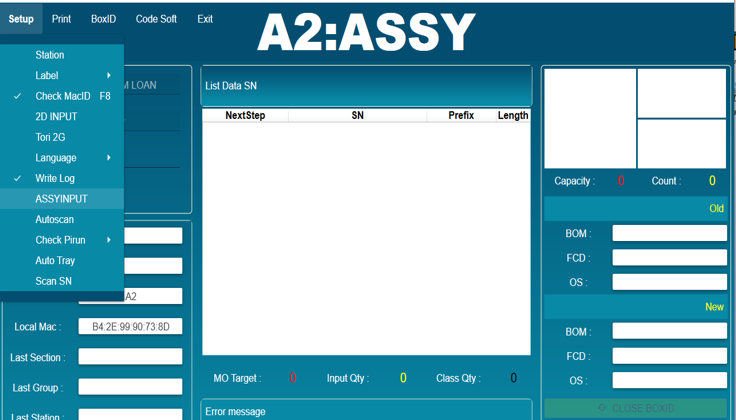 Setup Print BoxID Code Soft Exit
A2:ASSY
Station
Label
Check MacID F8
2D INPUT
Tori 2G
Language
Write Log
ASSYINPUT
Autoscan
Check Pirun
Auto Tray
Scan SN
M LOAN
A2
Local Mac : B4:2E:99:90:73:8D
Last Section :
Last Group :
Last Station :
List Data SN
NextStep SN Prefix Length
MO Target : 0 Input Qty : 0 Class Qty : 0
Error message
Capacity : 0 Count : 0
Old
BOM :
FCD :
OS :
New
BOM :
FCD :
OS :
CLOSE BOXID